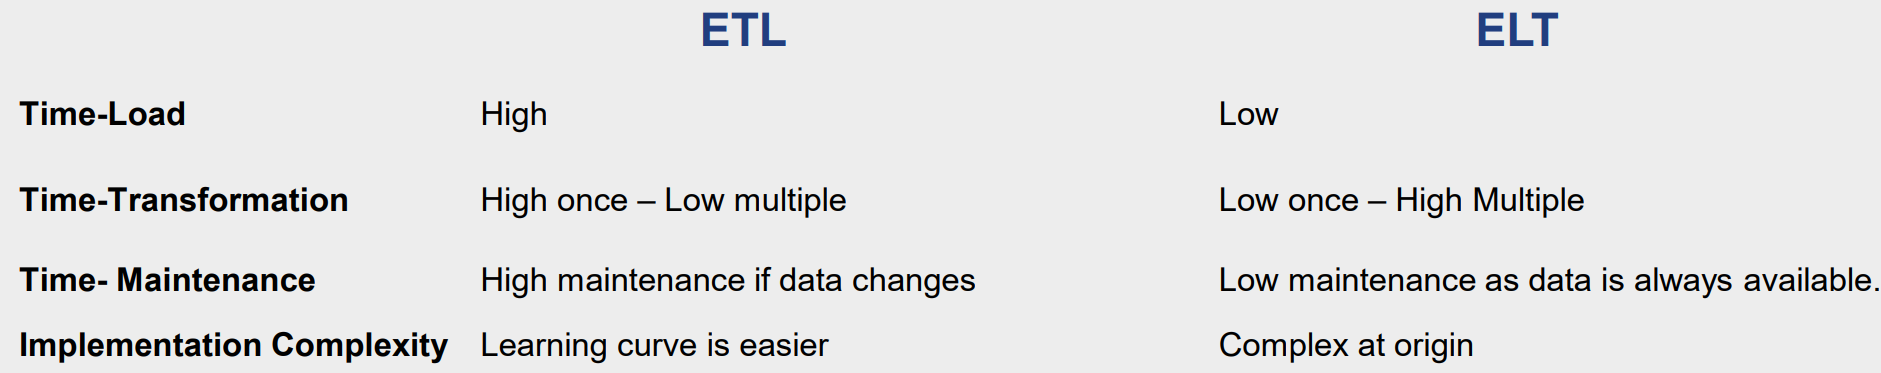 ETL ELT
Time-Load High Low
Time-Transformation High once – Low multiple Low once – High Multiple
Time- Maintenance High maintenance if data changes Low maintenance as data is always available.
Implementation Complexity Learning curve is easier Complex at origin